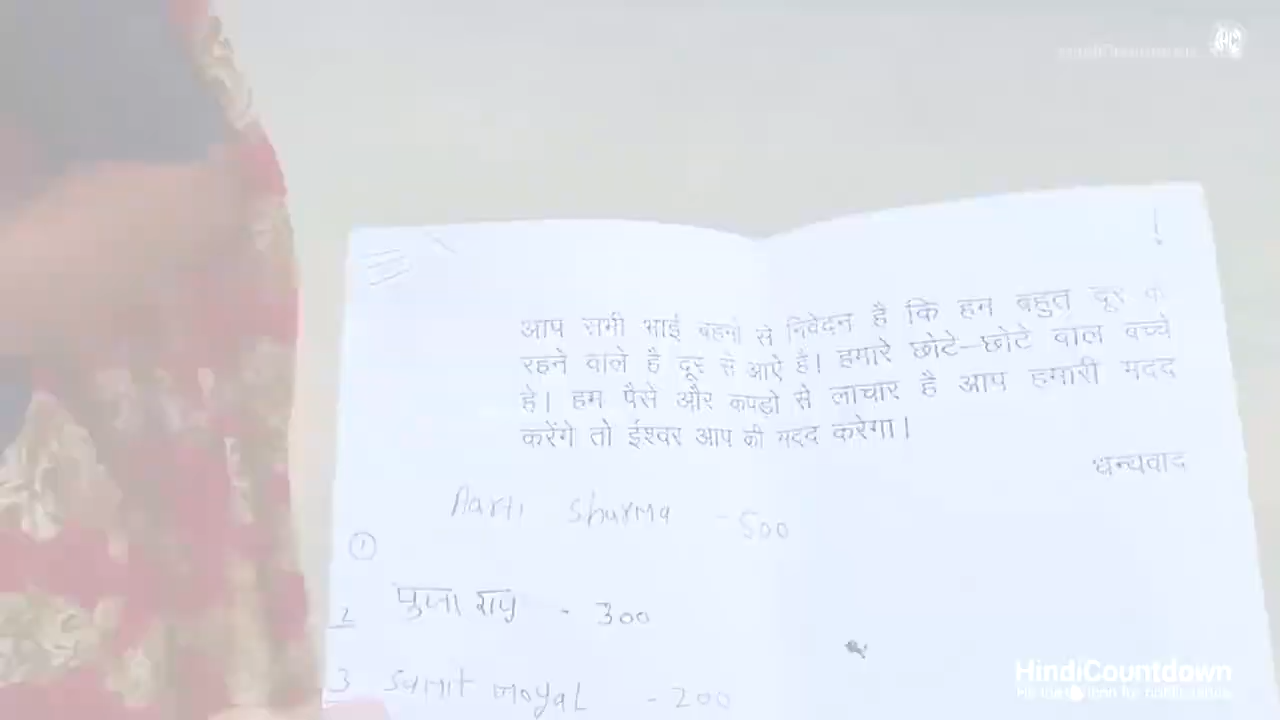 आप सभी भाई बहनों से निवेदन है कि हम बहुत दूर के
रहने वाले है दूर से आऐ है। हमारे छोटे–छोटे वाल बच्चे
है। हम पैसे और कपड़ो से लाचार है आप हमारी मदद
करेंगे तो ईश्वर आप की मदद करेगा।
धन्यवाद
Aarti Sharma - 500
①
2 पुजा - 300
3 Sumit Goyal - 200
HindiCountdown